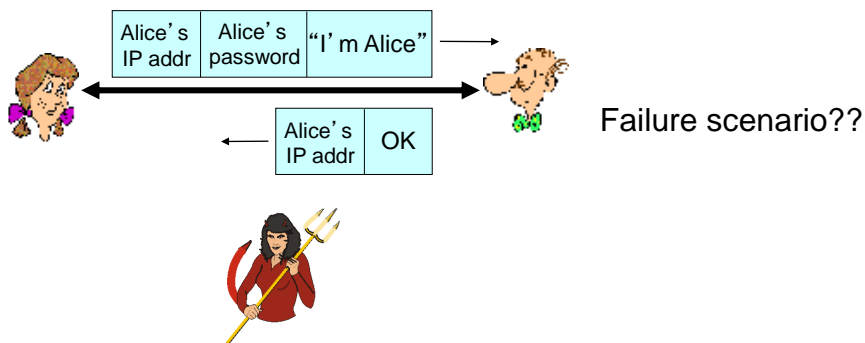 Alice's
IP addr
Alice's
password
“I'm Alice”
Alice's
IP addr
OK
Failure scenario??